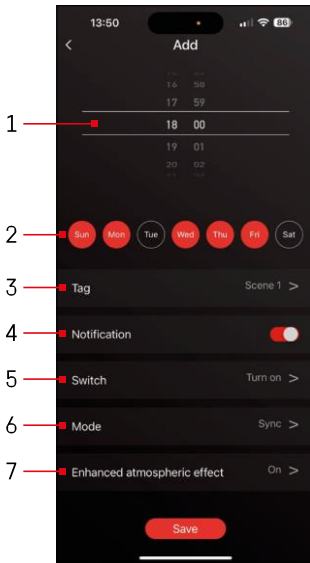 13:50 86
< Add
16 58
17 59
1 18 00
19 01
20 02
2 Sun Mon Tue Wed Thu Fri Sat
3 Tag Scene 1 >
4 Notification
5 Switch Turn on >
6 Mode Sync >
7 Enhanced atmospheric effect On >
Save